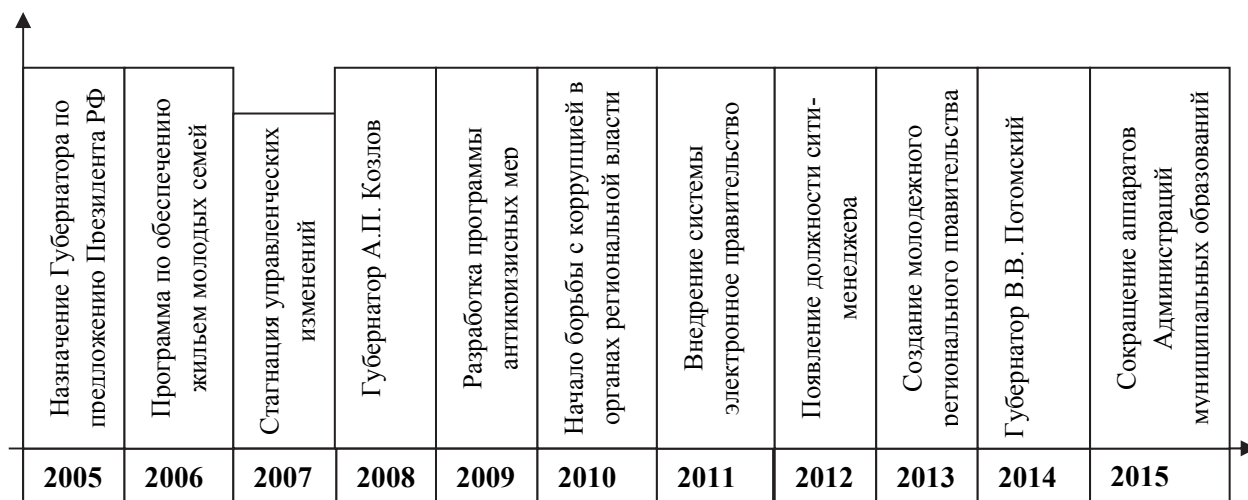 Назначение Губернатора по
предложению Президента РФ
Программа по обеспечению
жильем молодых семей
Стагнация управленческих
изменений
Губернатор А.П. Козлов
Разработка программы
антикризисных мер
Начало борьбы с коррупцией в
органах региональной власти
Внедрение системы
электронное правительство
Появление должности сити-
менеджера
Создание молодежного
регионального правительства
Губернатор В.В. Потомский
Сокращение аппаратов
Администраций
муниципальных образований
2005 2006 2007 2008 2009 2010 2011 2012 2013 2014 2015